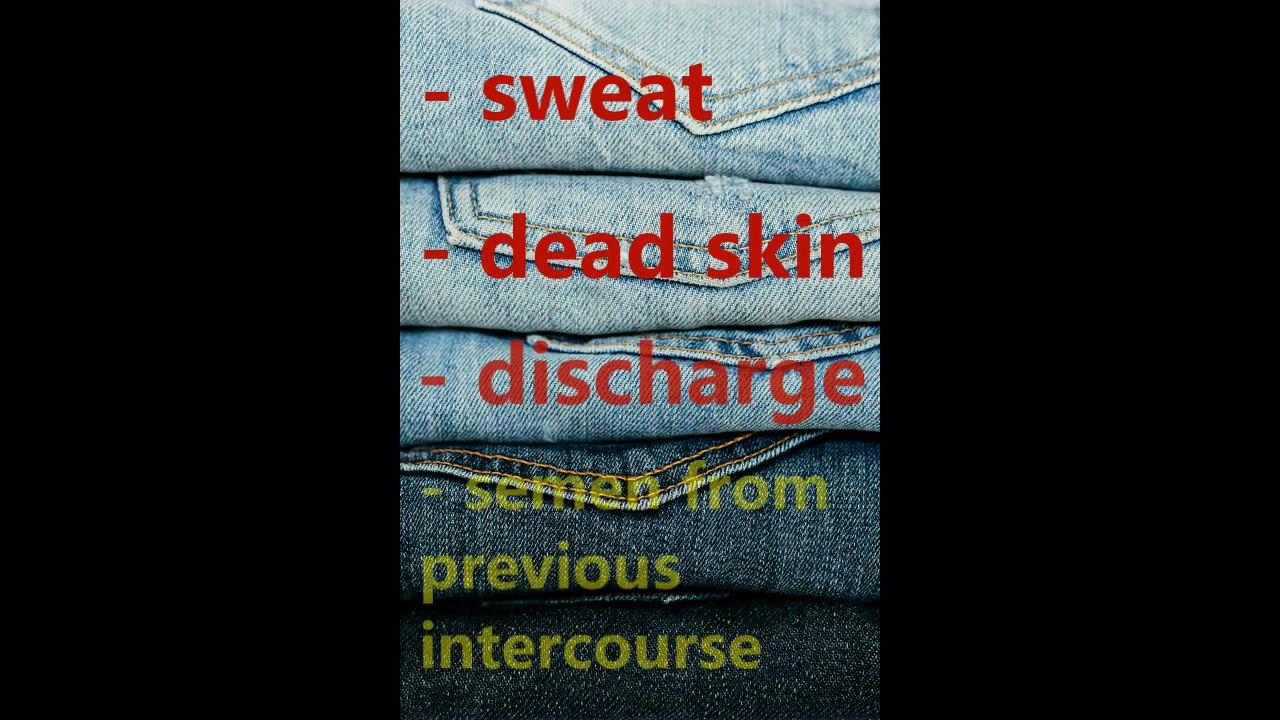 - sweat
- dead skin
- discharge
- semen from
previous
intercourse